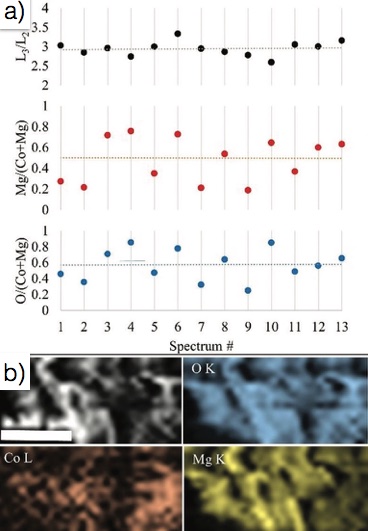 a)
4
3.5
3
2.5
2
L3/L2
1
0.8
0.6
0.4
0.2
0
Mg/(Co+Mg)
1
0.8
0.6
0.4
0.2
0
O/(Co+Mg)
1 2 3 4 5 6 7 8 9 10 11 12 13
Spectrum #
b)
O K
Co L
Mg K